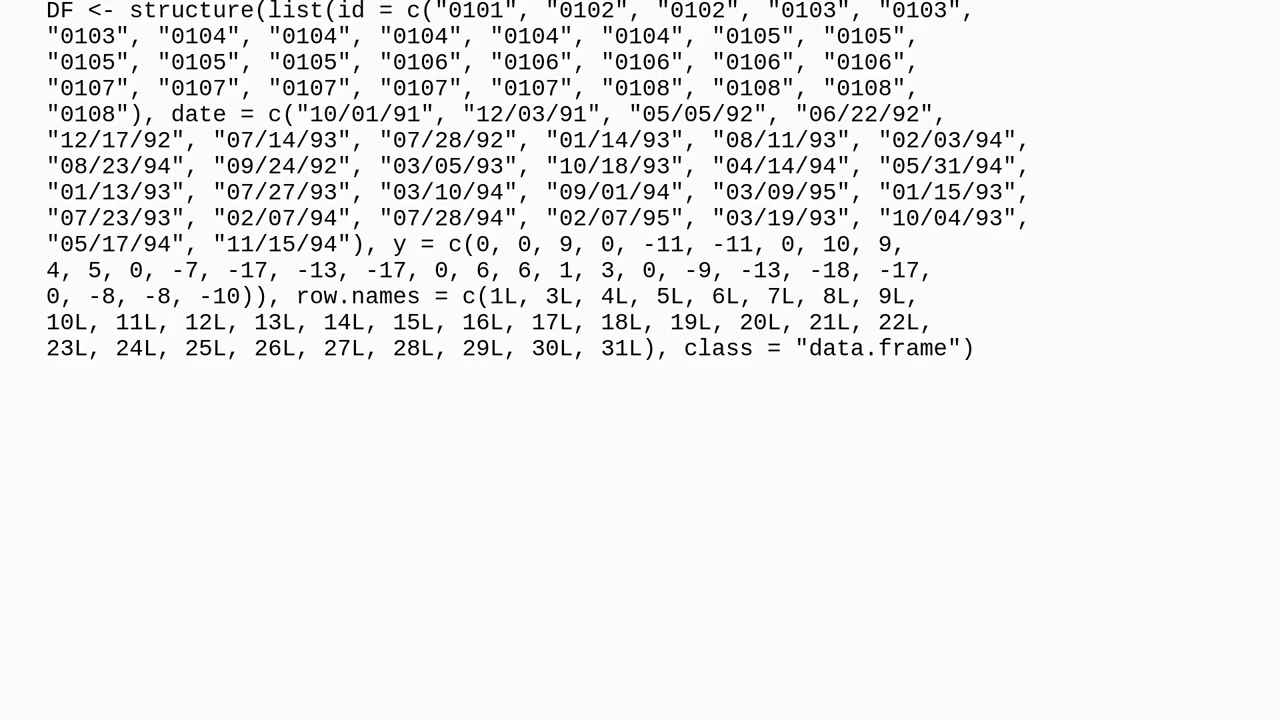 DF <- structure(list(id = c("0101", "0102", "0102", "0103", "0103",
"0103", "0104", "0104", "0104", "0104", "0104", "0105", "0105",
"0105", "0105", "0105", "0106", "0106", "0106", "0106", "0106",
"0107", "0107", "0107", "0107", "0107", "0108", "0108", "0108",
"0108"), date = c("10/01/91", "12/03/91", "05/05/92", "06/22/92",
"12/17/92", "07/14/93", "07/28/92", "01/14/93", "08/11/93", "02/03/94",
"08/23/94", "09/24/92", "03/05/93", "10/18/93", "04/14/94", "05/31/94",
"01/13/93", "07/27/93", "03/10/94", "09/01/94", "03/09/95", "01/15/93",
"07/23/93", "02/07/94", "07/28/94", "02/07/95", "03/19/93", "10/04/93",
"05/17/94", "11/15/94"), y = c(0, 0, 9, 0, -11, -11, 0, 10, 9,
4, 5, 0, -7, -17, -13, -17, 0, 6, 6, 1, 3, 0, -9, -13, -18, -17,
0, -8, -8, -10)), row.names = c(1L, 3L, 4L, 5L, 6L, 7L, 8L, 9L,
10L, 11L, 12L, 13L, 14L, 15L, 16L, 17L, 18L, 19L, 20L, 21L, 22L,
23L, 24L, 25L, 26L, 27L, 28L, 29L, 30L, 31L), class = "data.frame")